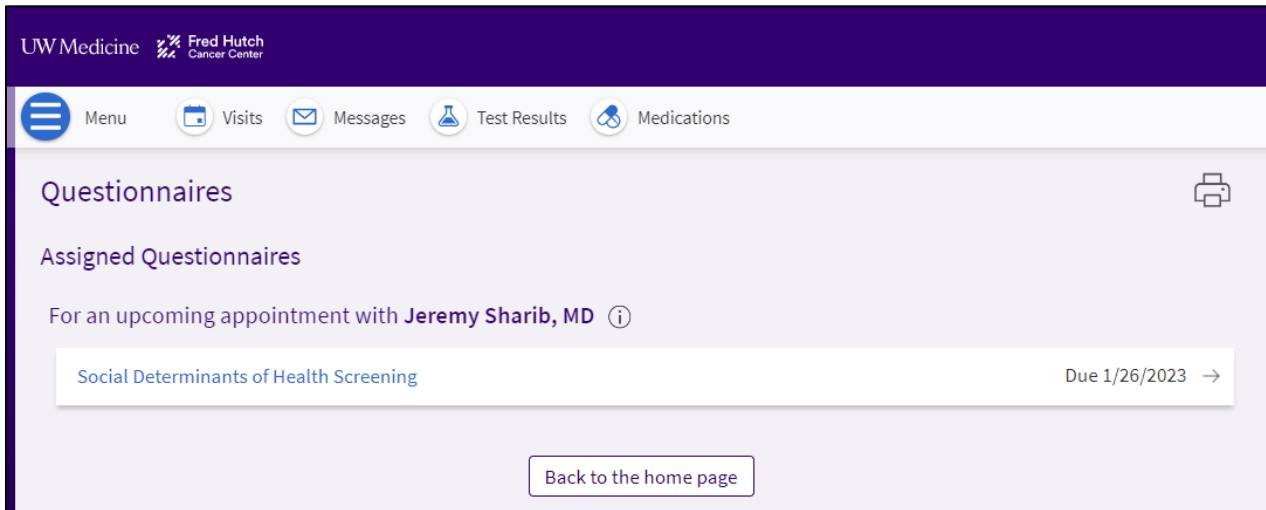 UW Medicine Fred Hutch
Cancer Center
Menu Visits Messages Test Results Medications
Questionnaires
Assigned Questionnaires
For an upcoming appointment with Jeremy Sharib, MD
Social Determinants of Health Screening Due 1/26/2023
Back to the home page